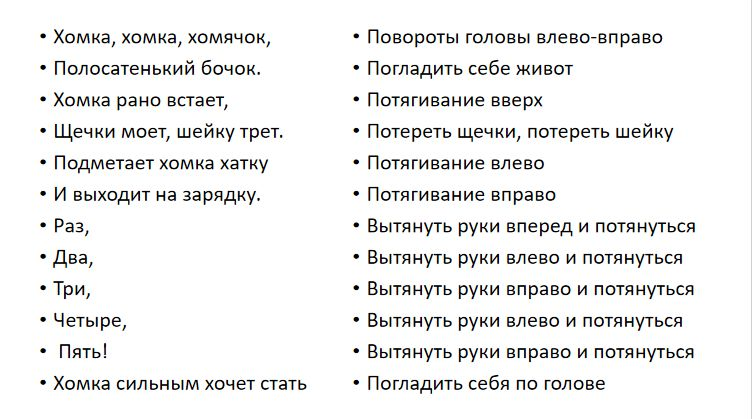 • Хомка, хомка, хомячок,
• Полосатенький бочок.
• Хомка рано встает,
• Щечки моет, шейку трет.
• Подметает хомка хатку
• И выходит на зарядку.
• Раз,
• Два,
• Три,
• Четыре,
• Пять!
• Хомка сильным хочет стать
• Повороты головы влево-вправо
• Погладить себе живот
• Потягивание вверх
• Потереть щечки, потереть шейку
• Потягивание влево
• Потягивание вправо
• Вытянуть руки вперед и потянуться
• Вытянуть руки влево и потянуться
• Вытянуть руки вправо и потянуться
• Вытянуть руки влево и потянуться
• Вытянуть руки вправо и потянуться
• Погладить себя по голове